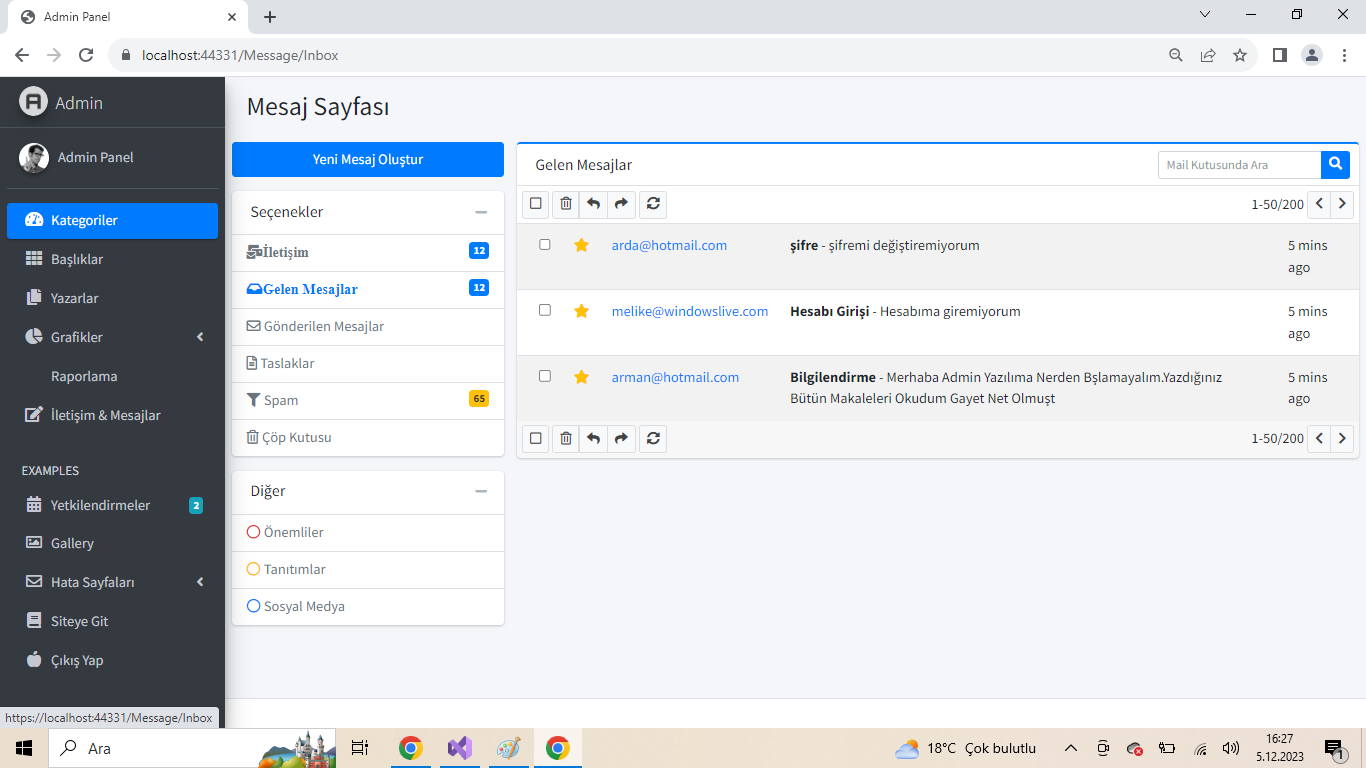 Admin Panel
localhost:44331/Message/Inbox
Admin
Admin Panel
Kategoriler
Başlıklar
Yazarlar
Grafikler
Raporlama
İletişim & Mesajlar
EXAMPLES
Yetkilendirmeler 2
Gallery
Hata Sayfaları
Siteye Git
Çıkış Yap
https://localhost:44331/Message/Inbox
Mesaj Sayfası
Yeni Mesaj Oluştur
Seçenekler
İletişim 12
Gelen Mesajlar 12
Gönderilen Mesajlar
Taslaklar
Spam 65
Çöp Kutusu
Diğer
Önemliler
Tanıtımlar
Sosyal Medya
Gelen Mesajlar
Mail Kutusunda Ara
1-50/200
arda@hotmail.com şifre - şifremi değiştiremiyorum 5 mins
ago
melike@windowslive.com Hesabı Girişi - Hesabıma giremiyorum 5 mins
ago
arman@hotmail.com Bilgilendirme - Merhaba Admin Yazılıma Nerden Bşlamayalım.Yazdığınız 5 mins
Bütün Makaleleri Okudum Gayet Net Olmuşt ago
1-50/200
Ara
18°C Çok bulutlu
16:27
5.12.2023
1